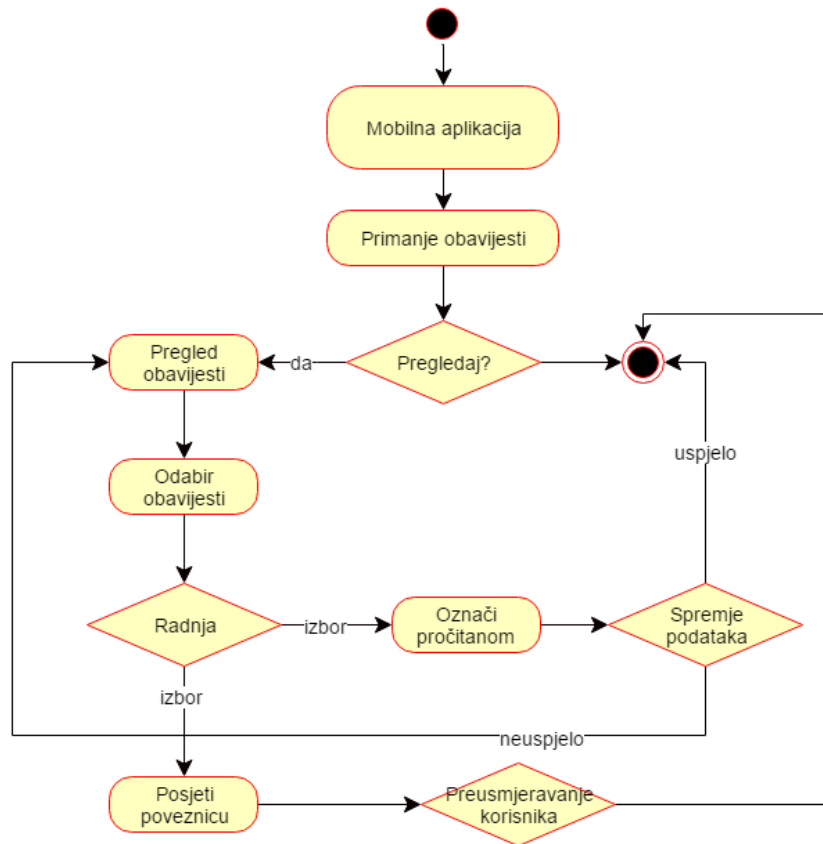 Mobilna aplikacija
Primanje obavijesti
Pregled
obavijesti
da
Pregledaj?
uspjelo
Odabir
obavijesti
Radnja
izbor
Označi
pročitanom
Spremje
podataka
izbor
neuspjelo
Posjeti
poveznicu
Preusmjeravanje
korisnika